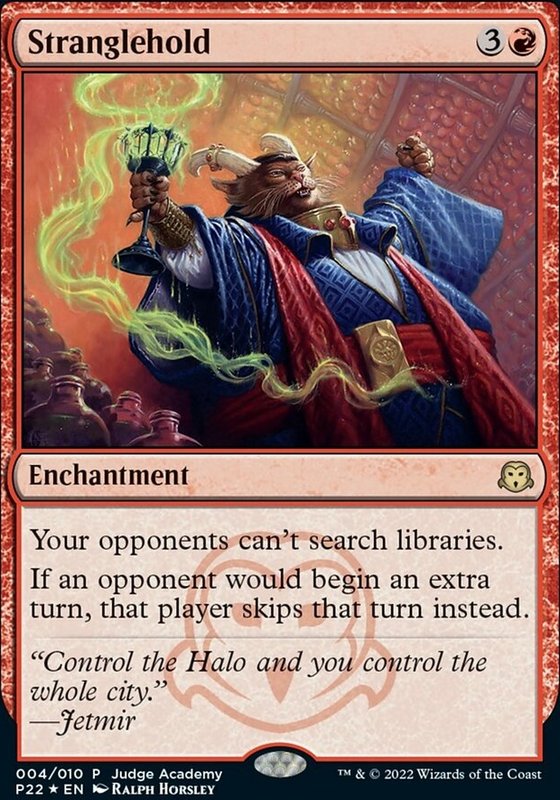 Stranglehold 3
Enchantment
Your opponents can't search libraries.
If an opponent would begin an extra
turn, that player skips that turn instead.
“Control the Halo and you control the
whole city.”
—Jetmir
004/010 P Judge Academy
P22 ★ EN Ralph Horsley
™ & © 2022 Wizards of the Coast